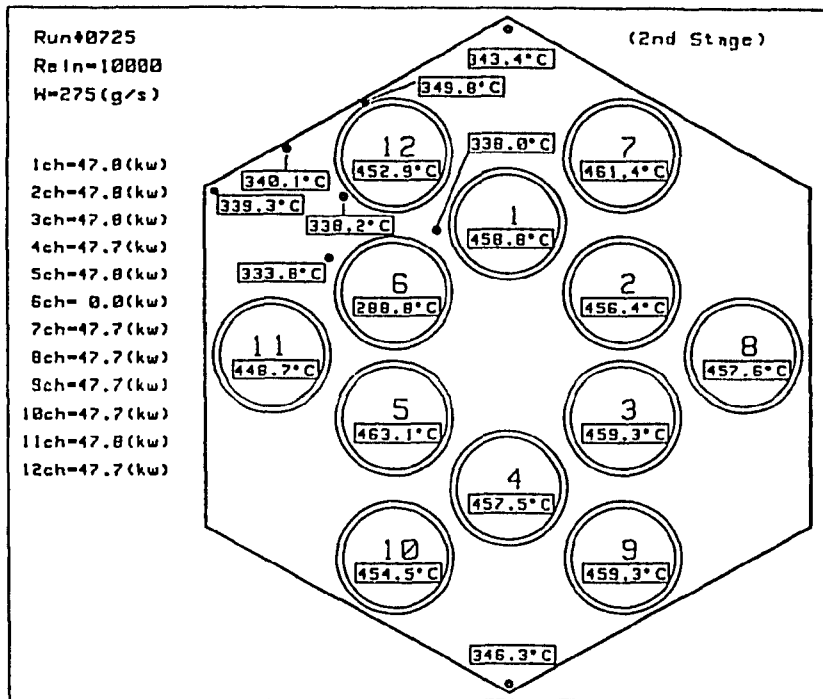 Run#0725
Rein=10000
W=275(g/s)
(2nd Stage)
1ch=47.8(kw)
2ch=47.8(kw)
3ch=47.8(kw)
4ch=47.7(kw)
5ch=47.8(kw)
6ch= 0.0(kw)
7ch=47.7(kw)
8ch=47.7(kw)
9ch=47.7(kw)
10ch=47.7(kw)
11ch=47.8(kw)
12ch=47.7(kw)
343.4°C
349.8°C
12
452.9°C
338.0°C
7
461.4°C
340.1°C
339.3°C
338.2°C
1
458.8°C
333.8°C
6
288.8°C
2
456.4°C
11
448.7°C
8
457.6°C
5
463.1°C
3
459.3°C
4
457.5°C
10
454.5°C
9
459.3°C
346.3°C